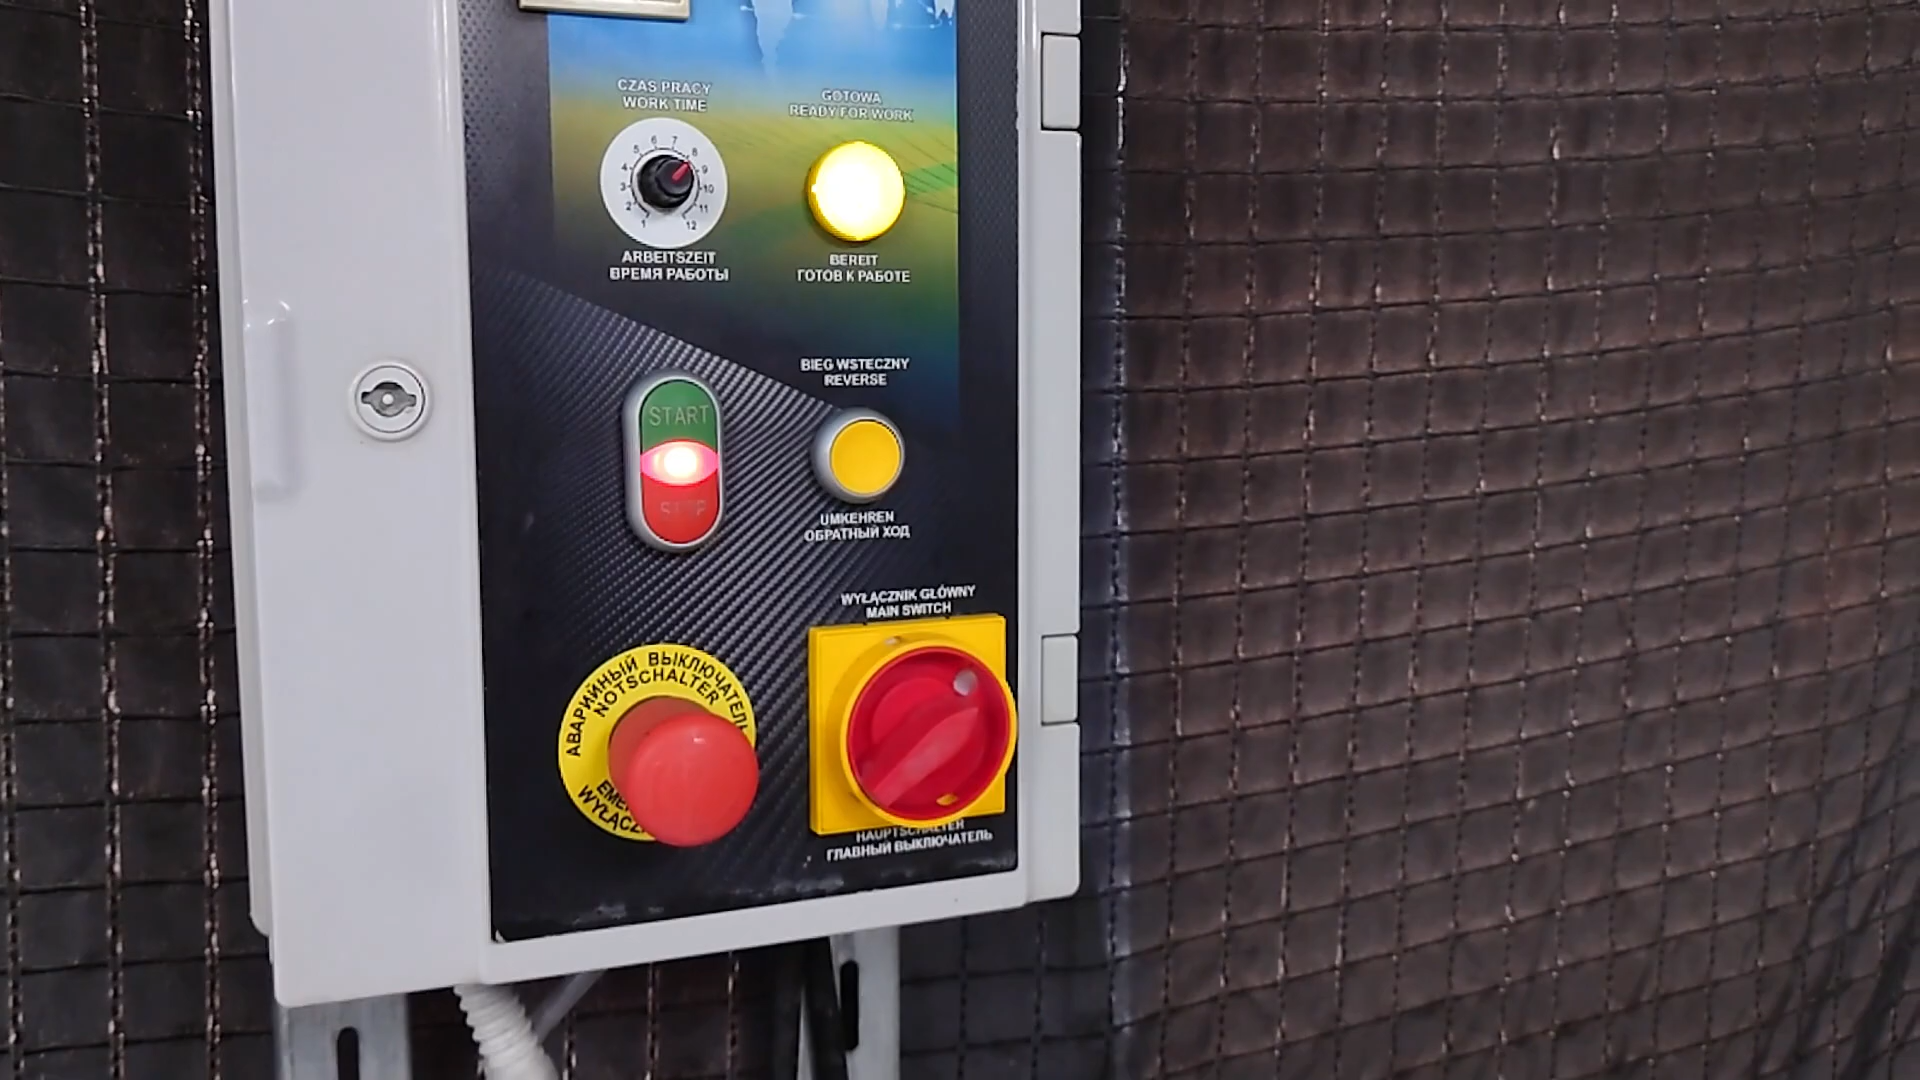 CZAS PRACY
WORK TIME
1 2 3 4 5 6 7 8 9 10 11 12
ARBEITSZEIT
ВРЕМЯ РАБОТЫ
GOTOWA
READY FOR WORK
BEREIT
ГОТОВ К РАБОТЕ
START
STOP
BIEG WSTECZNY
REVERSE
UMKEHREN
ОБРАТНЫЙ ХОД
АВАРИЙНЫЙ ВЫКЛЮЧАТЕЛЬ
NOTSCHALTER
WYŁĄCZNIK GŁÓWNY
MAIN SWITCH
HAUPTSCHALTER
ГЛАВНЫЙ ВЫКЛЮЧАТЕЛЬ